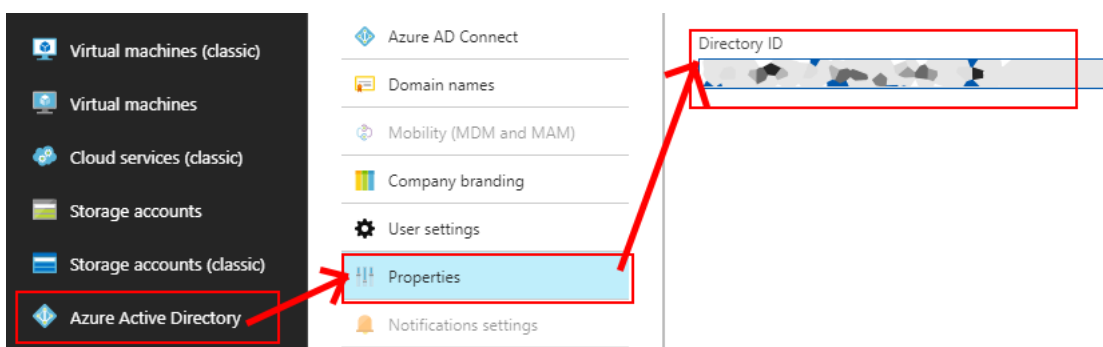 Virtual machines (classic)
Virtual machines
Cloud services (classic)
Storage accounts
Storage accounts (classic)
Azure Active Directory
Azure AD Connect
Domain names
Mobility (MDM and MAM)
Company branding
User settings
Properties
Notifications settings
Directory ID